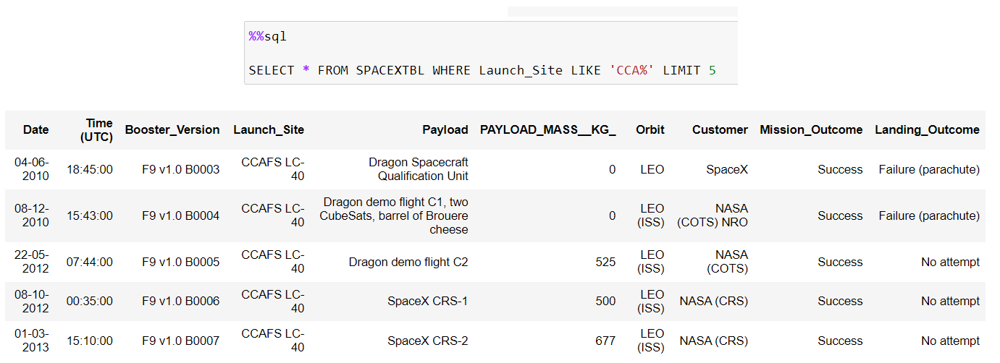 %%sql
SELECT * FROM SPACEXTBL WHERE Launch_Site LIKE 'CCA%' LIMIT 5
Date Time (UTC) Booster_Version Launch_Site Payload PAYLOAD_MASS__KG_ Orbit Customer Mission_Outcome Landing_Outcome
04-06-2010 18:45:00 F9 v1.0 B0003 CCAFS LC-40 Dragon Spacecraft Qualification Unit 0 LEO SpaceX Success Failure (parachute)
08-12-2010 15:43:00 F9 v1.0 B0004 CCAFS LC-40 Dragon demo flight C1, two CubeSats, barrel of Brouere cheese 0 LEO (ISS) NASA (COTS) NRO Success Failure (parachute)
22-05-2012 07:44:00 F9 v1.0 B0005 CCAFS LC-40 Dragon demo flight C2 525 LEO (ISS) NASA (COTS) Success No attempt
08-10-2012 00:35:00 F9 v1.0 B0006 CCAFS LC-40 SpaceX CRS-1 500 LEO (ISS) NASA (CRS) Success No attempt
01-03-2013 15:10:00 F9 v1.0 B0007 CCAFS LC-40 SpaceX CRS-2 677 LEO (ISS) NASA (CRS) Success No attempt